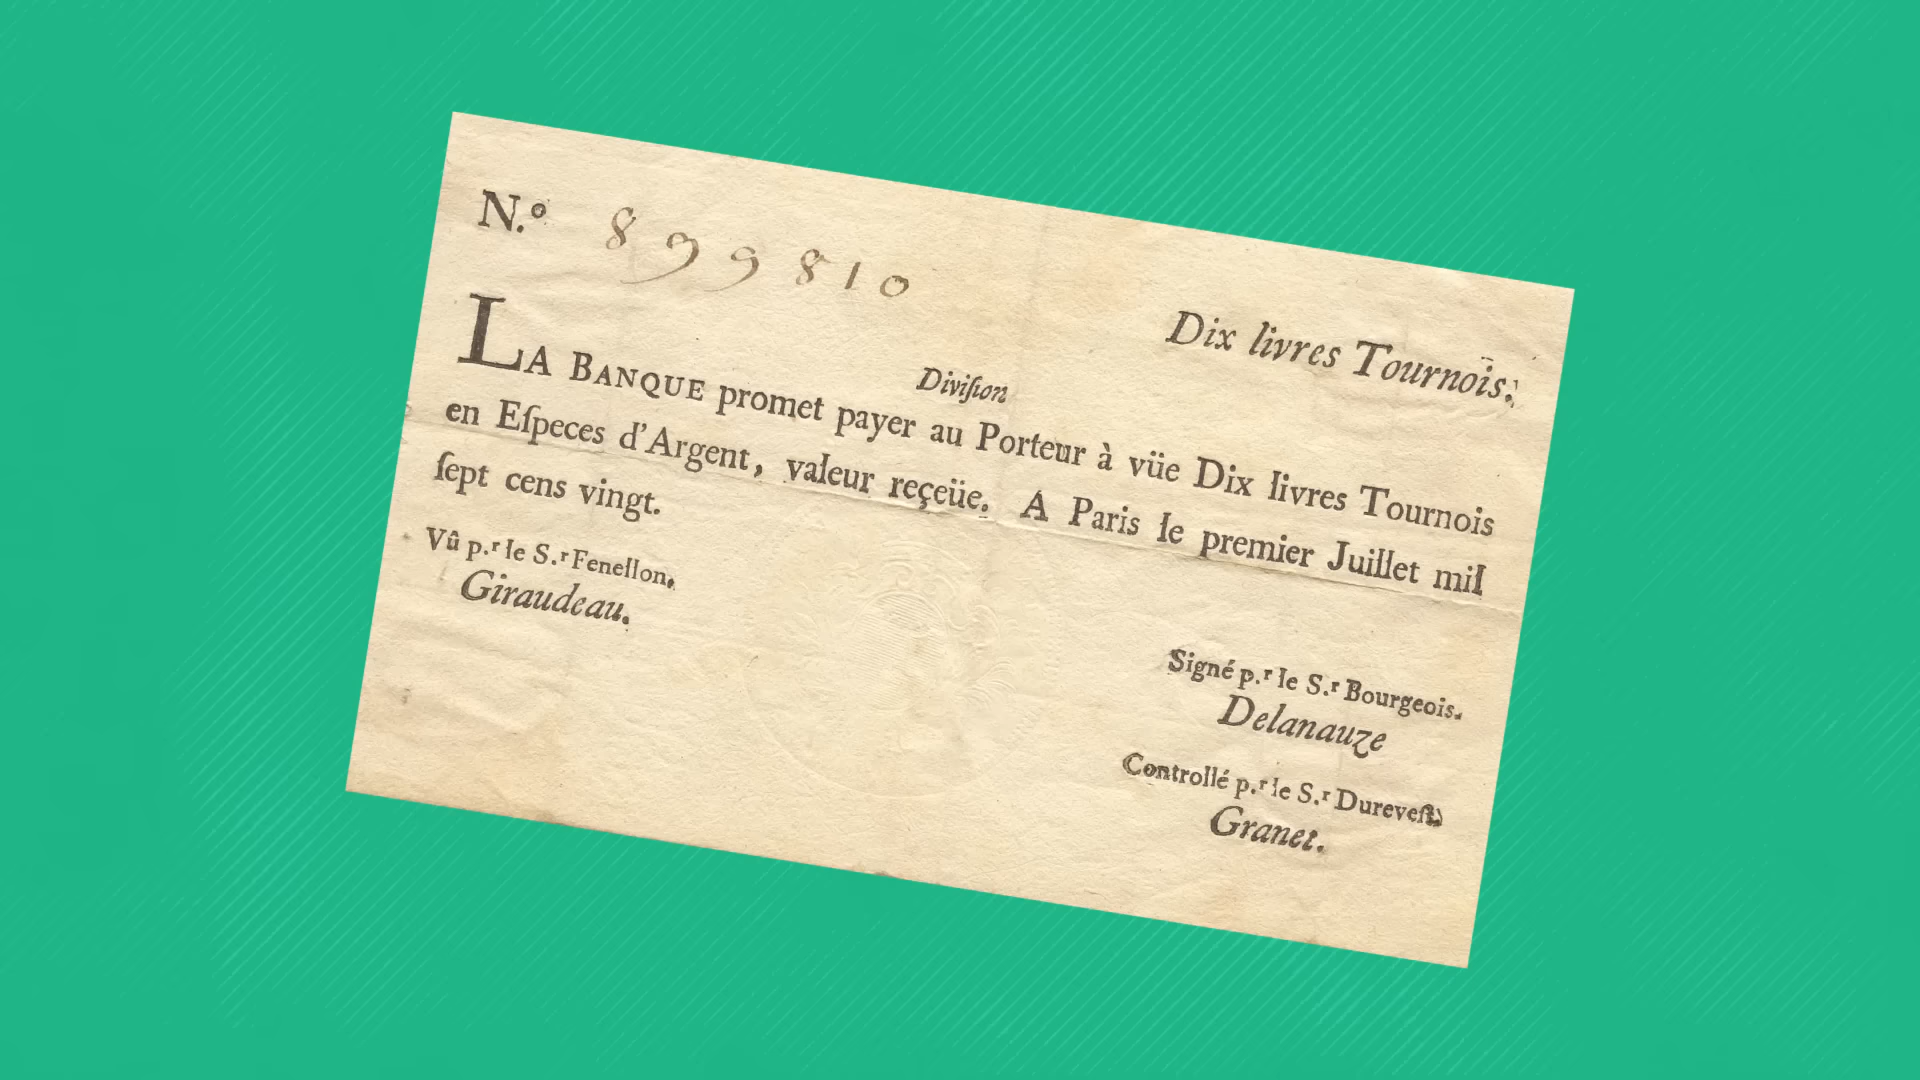 N.º 899810
Dix livres Tournois.
Diviſion
LA BANQUE promet payer au Porteur à vüe Dix livres Tournois
en Eſpeces d'Argent, valeur reçeüe. A Paris le premier Juillet mil
ſept cens vingt.
Vû p.r le S.r Fenellon.
Giraudeau.
Signé p.r le S.r Bourgeois.
Delanauze
Controllé p.r le S.r Dureveſt.
Granet.